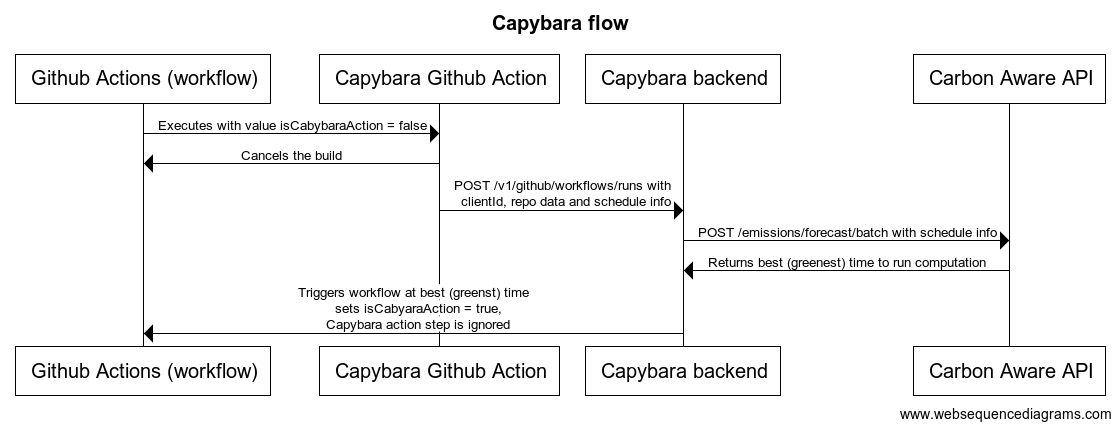 Capybara flow
Github Actions (workflow)
Capybara Github Action
Capybara backend
Carbon Aware API
Executes with value isCabybaraAction = false
Cancels the build
POST /v1/github/workflows/runs with
clientId, repo data and schedule info
POST /emissions/forecast/batch with schedule info
Returns best (greenest) time to run computation
Triggers workflow at best (greenst) time
sets isCabyaraAction = true,
Capybara action step is ignored
Github Actions (workflow)
Capybara Github Action
Capybara backend
Carbon Aware API
www.websequencediagrams.com